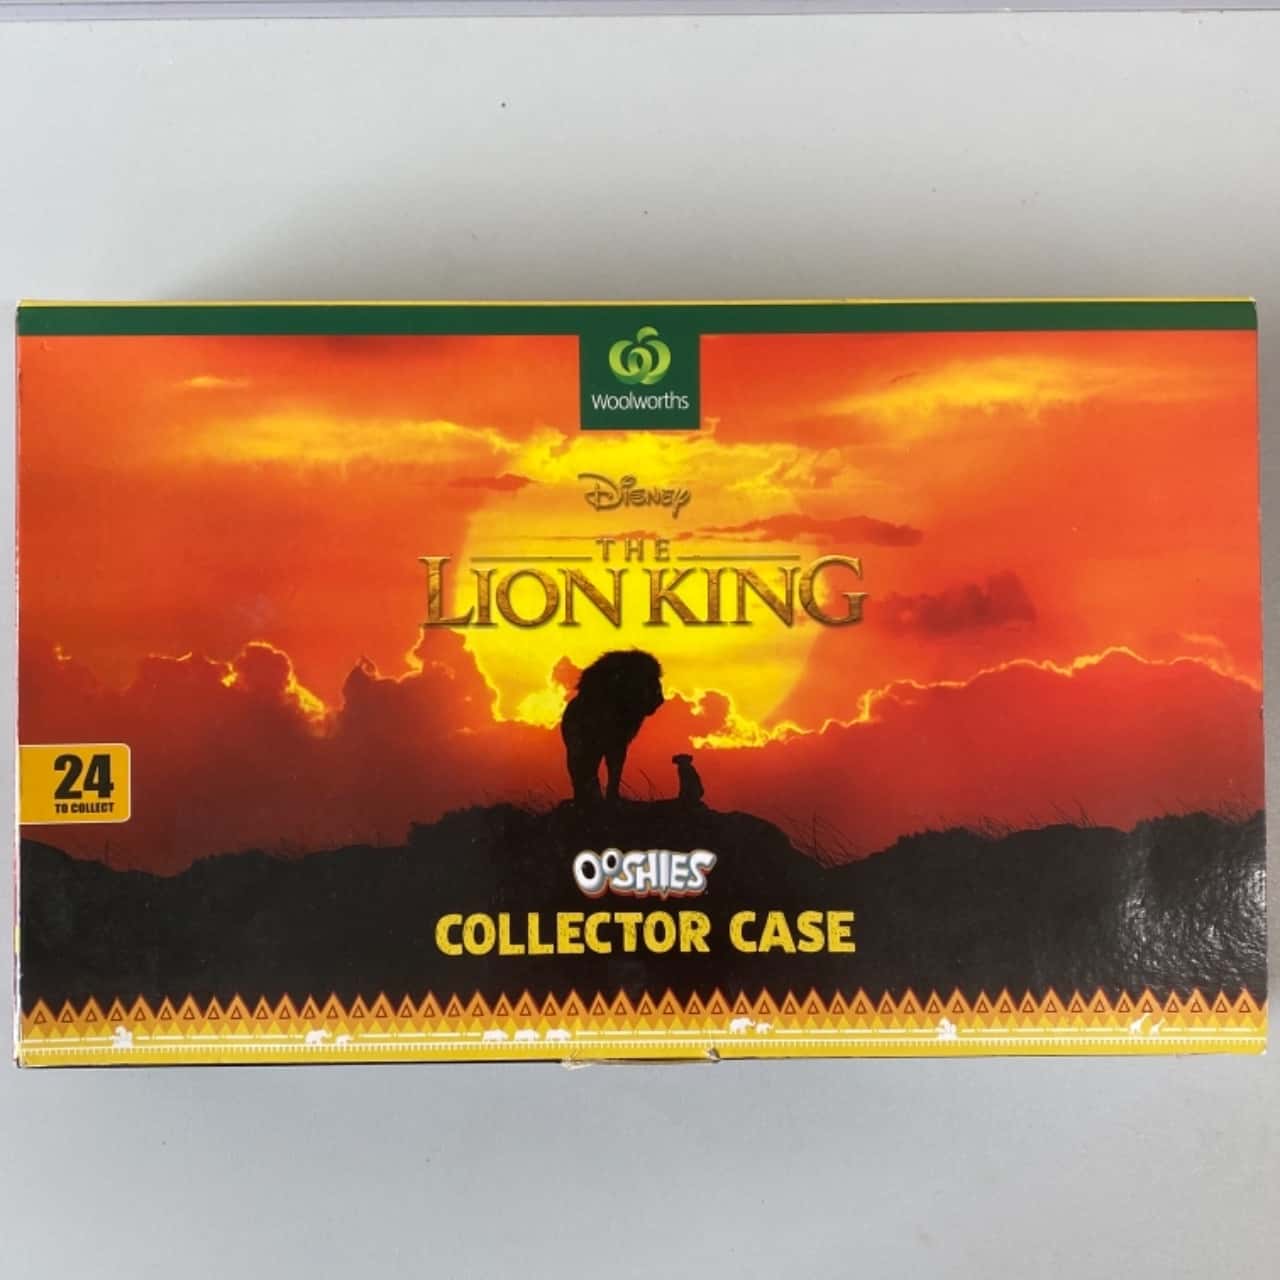 Woolworths
Disney
THE
LION KING
24
TO COLLECT
OOSHIES
COLLECTOR CASE